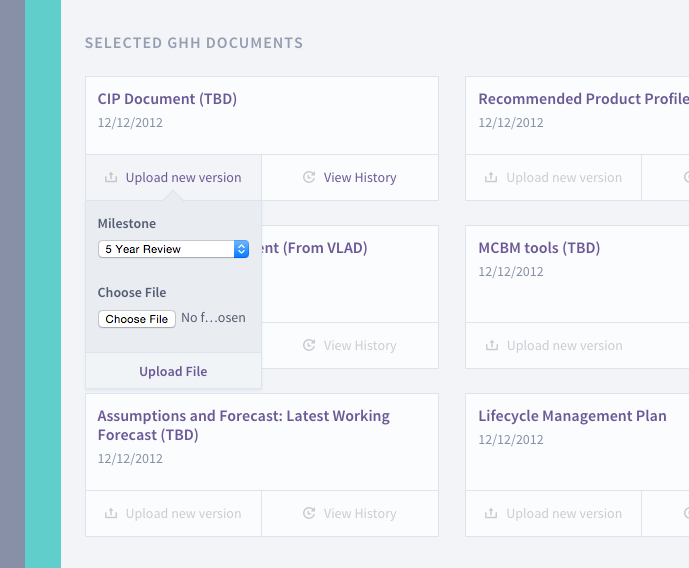 SELECTED GHH DOCUMENTS
CIP Document (TBD)
12/12/2012
Upload new version
View History
Milestone
5 Year Review
Choose File
Choose File No f...osen
Upload File
(From VLAD)
View History
Assumptions and Forecast: Latest Working
Forecast (TBD)
12/12/2012
Upload new version
View History
Recommended Product Profile
12/12/2012
Upload new version
MCBM tools (TBD)
12/12/2012
Upload new version
Lifecycle Management Plan
12/12/2012
Upload new version